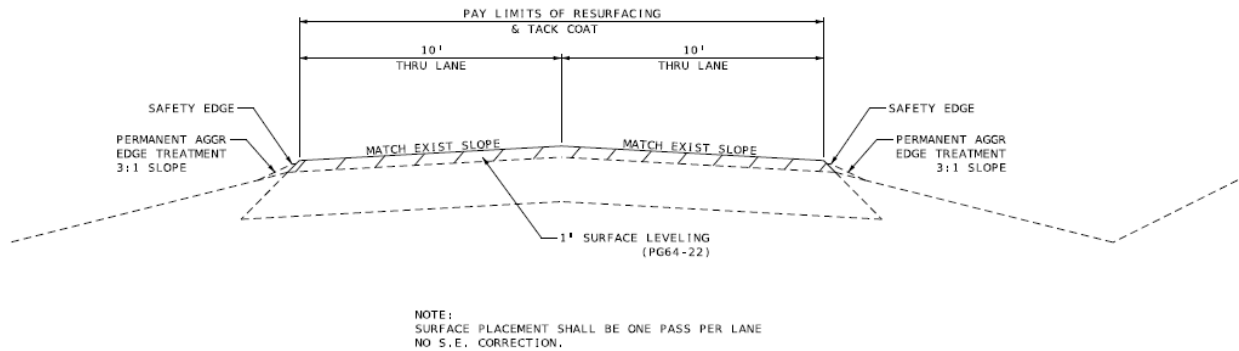 PAY LIMITS OF RESURFACING
& TACK COAT
10'
THRU LANE
10'
THRU LANE
SAFETY EDGE
PERMANENT AGGR
EDGE TREATMENT
3:1 SLOPE
MATCH EXIST SLOPE
MATCH EXIST SLOPE
SAFETY EDGE
PERMANENT AGGR
EDGE TREATMENT
3:1 SLOPE
1" SURFACE LEVELING
(PG64-22)
NOTE:
SURFACE PLACEMENT SHALL BE ONE PASS PER LANE
NO S.E. CORRECTION.